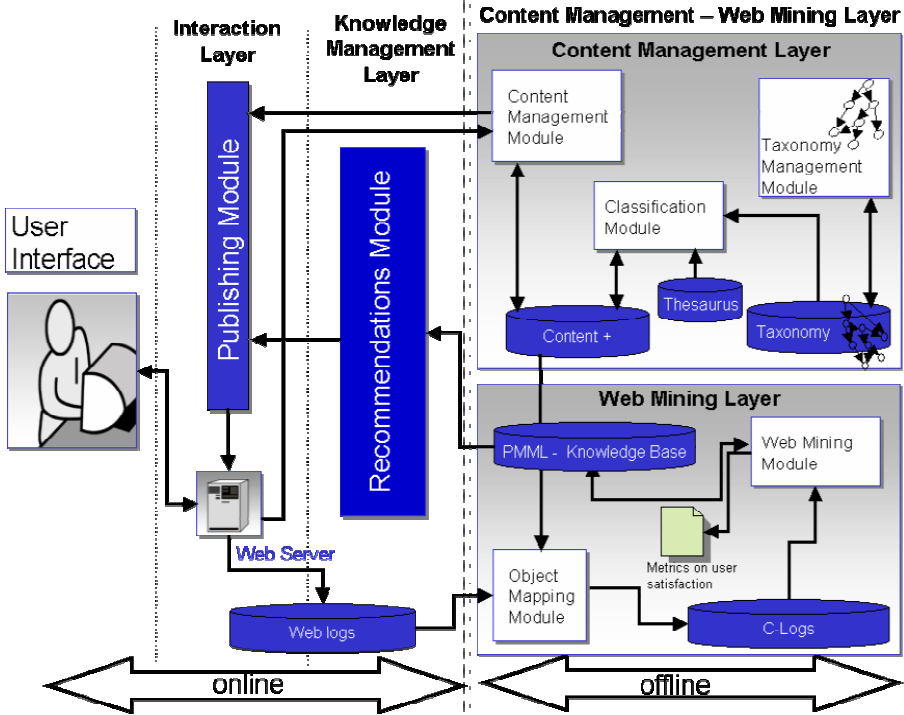 Content Management – Web Mining Layer
Interaction
Layer
Knowledge
Management
Layer
Content Management Layer
Content
Management
Module
Taxonomy
Management
Module
Classification
Module
Thesaurus
Content +
Taxonomy
User
Interface
Publishing Module
Recommendations Module
Web Mining Layer
PMML - Knowledge Base
Web Mining
Module
Metrics on user
satisfaction
Web Server
Object
Mapping
Module
Web logs
C-Logs
online
offline